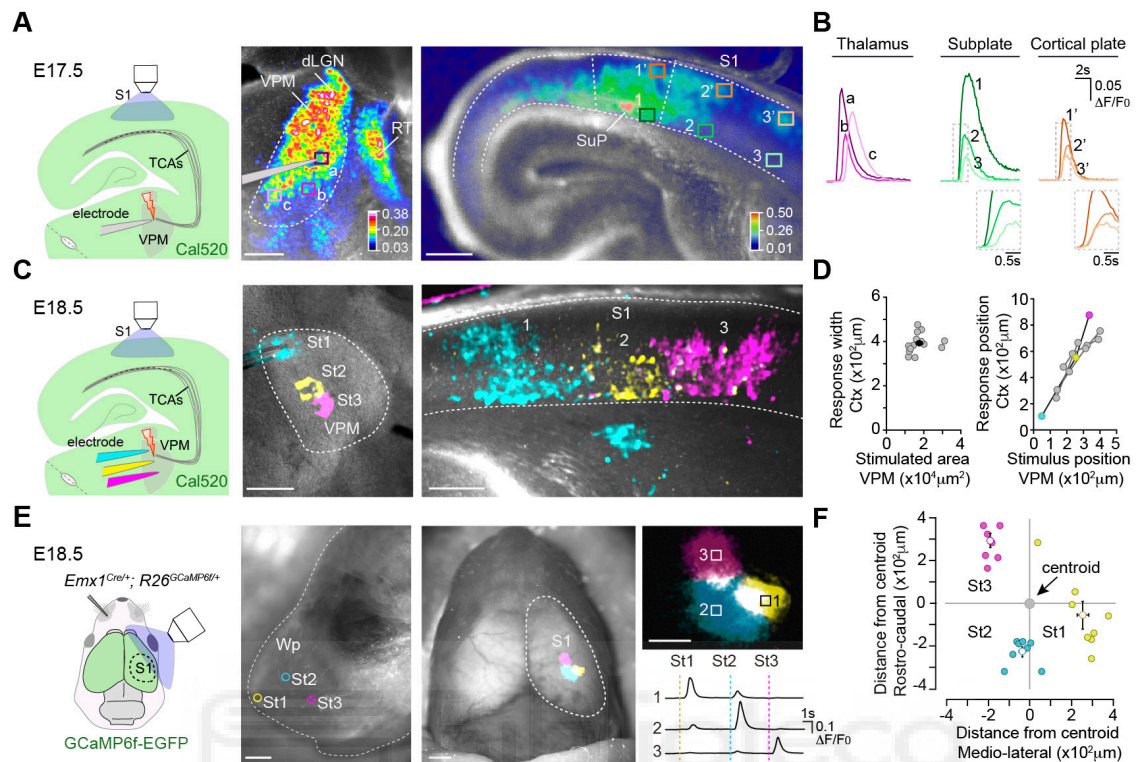 A
E17.5
S1
TCAs
electrode
VPM
Cal520
dLGN
VPM
RT
a
b
c
0.38
0.20
0.03
S1
1'
2'
3'
1
2
3
SuP
0.50
0.26
0.01
B
Thalamus
Subplate
Cortical plate
2s
0.05
ΔF/F0
a
b
c
1
2
3
1'
2'
3'
0.5s
0.5s
C
E18.5
S1
TCAs
electrode
VPM
Cal520
St1
St2
St3
VPM
S1
1
2
3
D
Response width
Ctx (x10²μm)
6
4
2
0
0 1 2 3 4
Stimulated area
VPM (x10⁴μm²)
Response position
Ctx (x10²μm)
10
8
6
4
2
0
0 1 2 3 4 5
Stimulus position
VPM (x10²μm)
E
E18.5
Emx1Cre/+; R26GCaMP6f/+
S1
GCaMP6f-EGFP
Wp
St2
St1
St3
S1
3
2
1
St1 St2 St3
1
2
3
1s
0.1
ΔF/F0
F
Distance from centroid
Rostro-caudal (x10²μm)
4
2
0
-2
-4
St3
centroid
St2
St1
-4 -2 0 2 4
Distance from centroid
Medio-lateral (x10²μm)